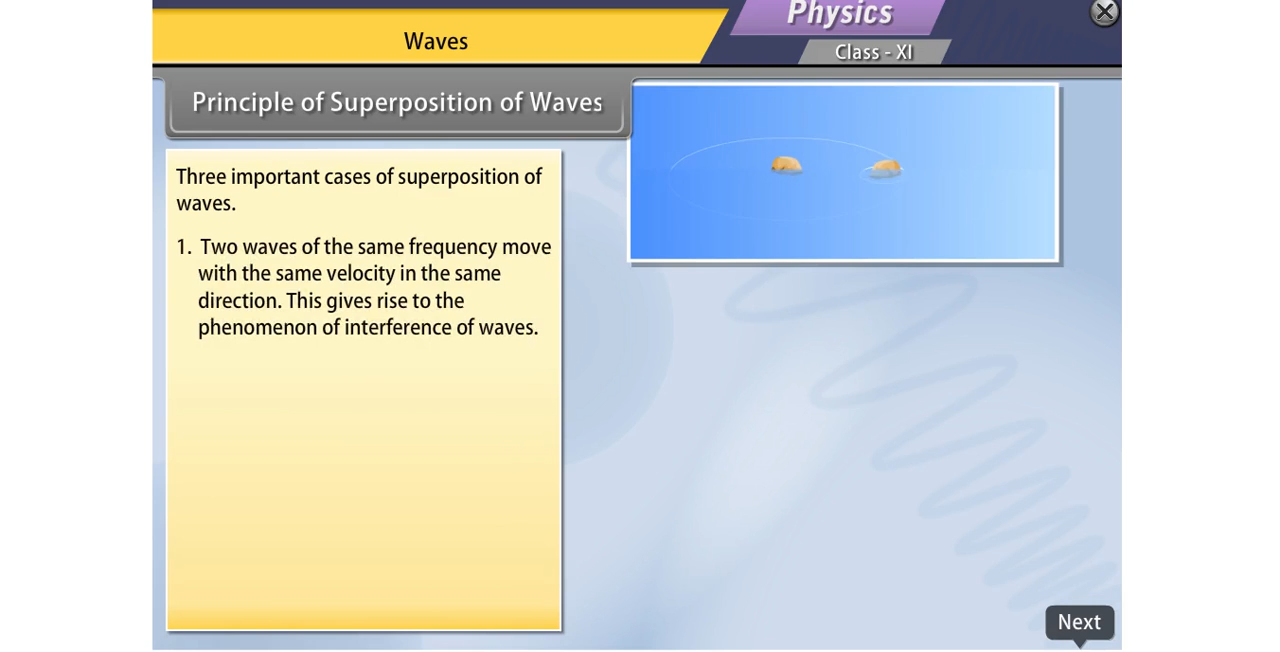 Physics
Waves
Class - XI
Principle of Superposition of Waves
Three important cases of superposition of
waves.
1. Two waves of the same frequency move
with the same velocity in the same
direction. This gives rise to the
phenomenon of interference of waves.
Next